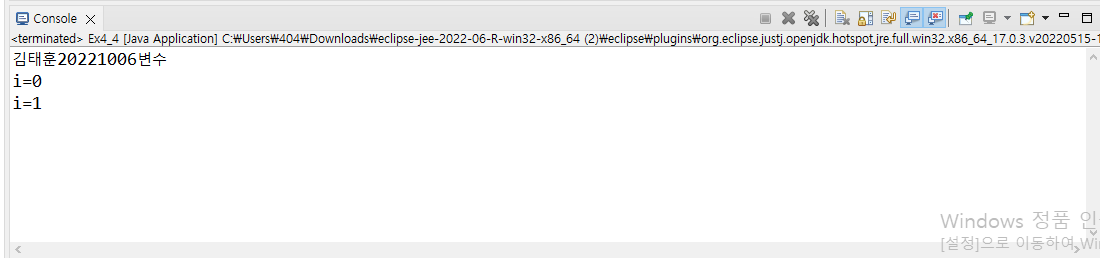 Console
<terminated> Ex4_4 [Java Application] C:₩Users₩404₩Downloads₩eclipse-jee-2022-06-R-win32-x86_64 (2)₩eclipse₩plugins₩org.eclipse.justj.openjdk.hotspot.jre.full.win32.x86_64_17.0.3.v20220515-1
김태훈20221006변수
i=0
i=1
Windows 정품 인
[설정]으로 이동하여 Wi